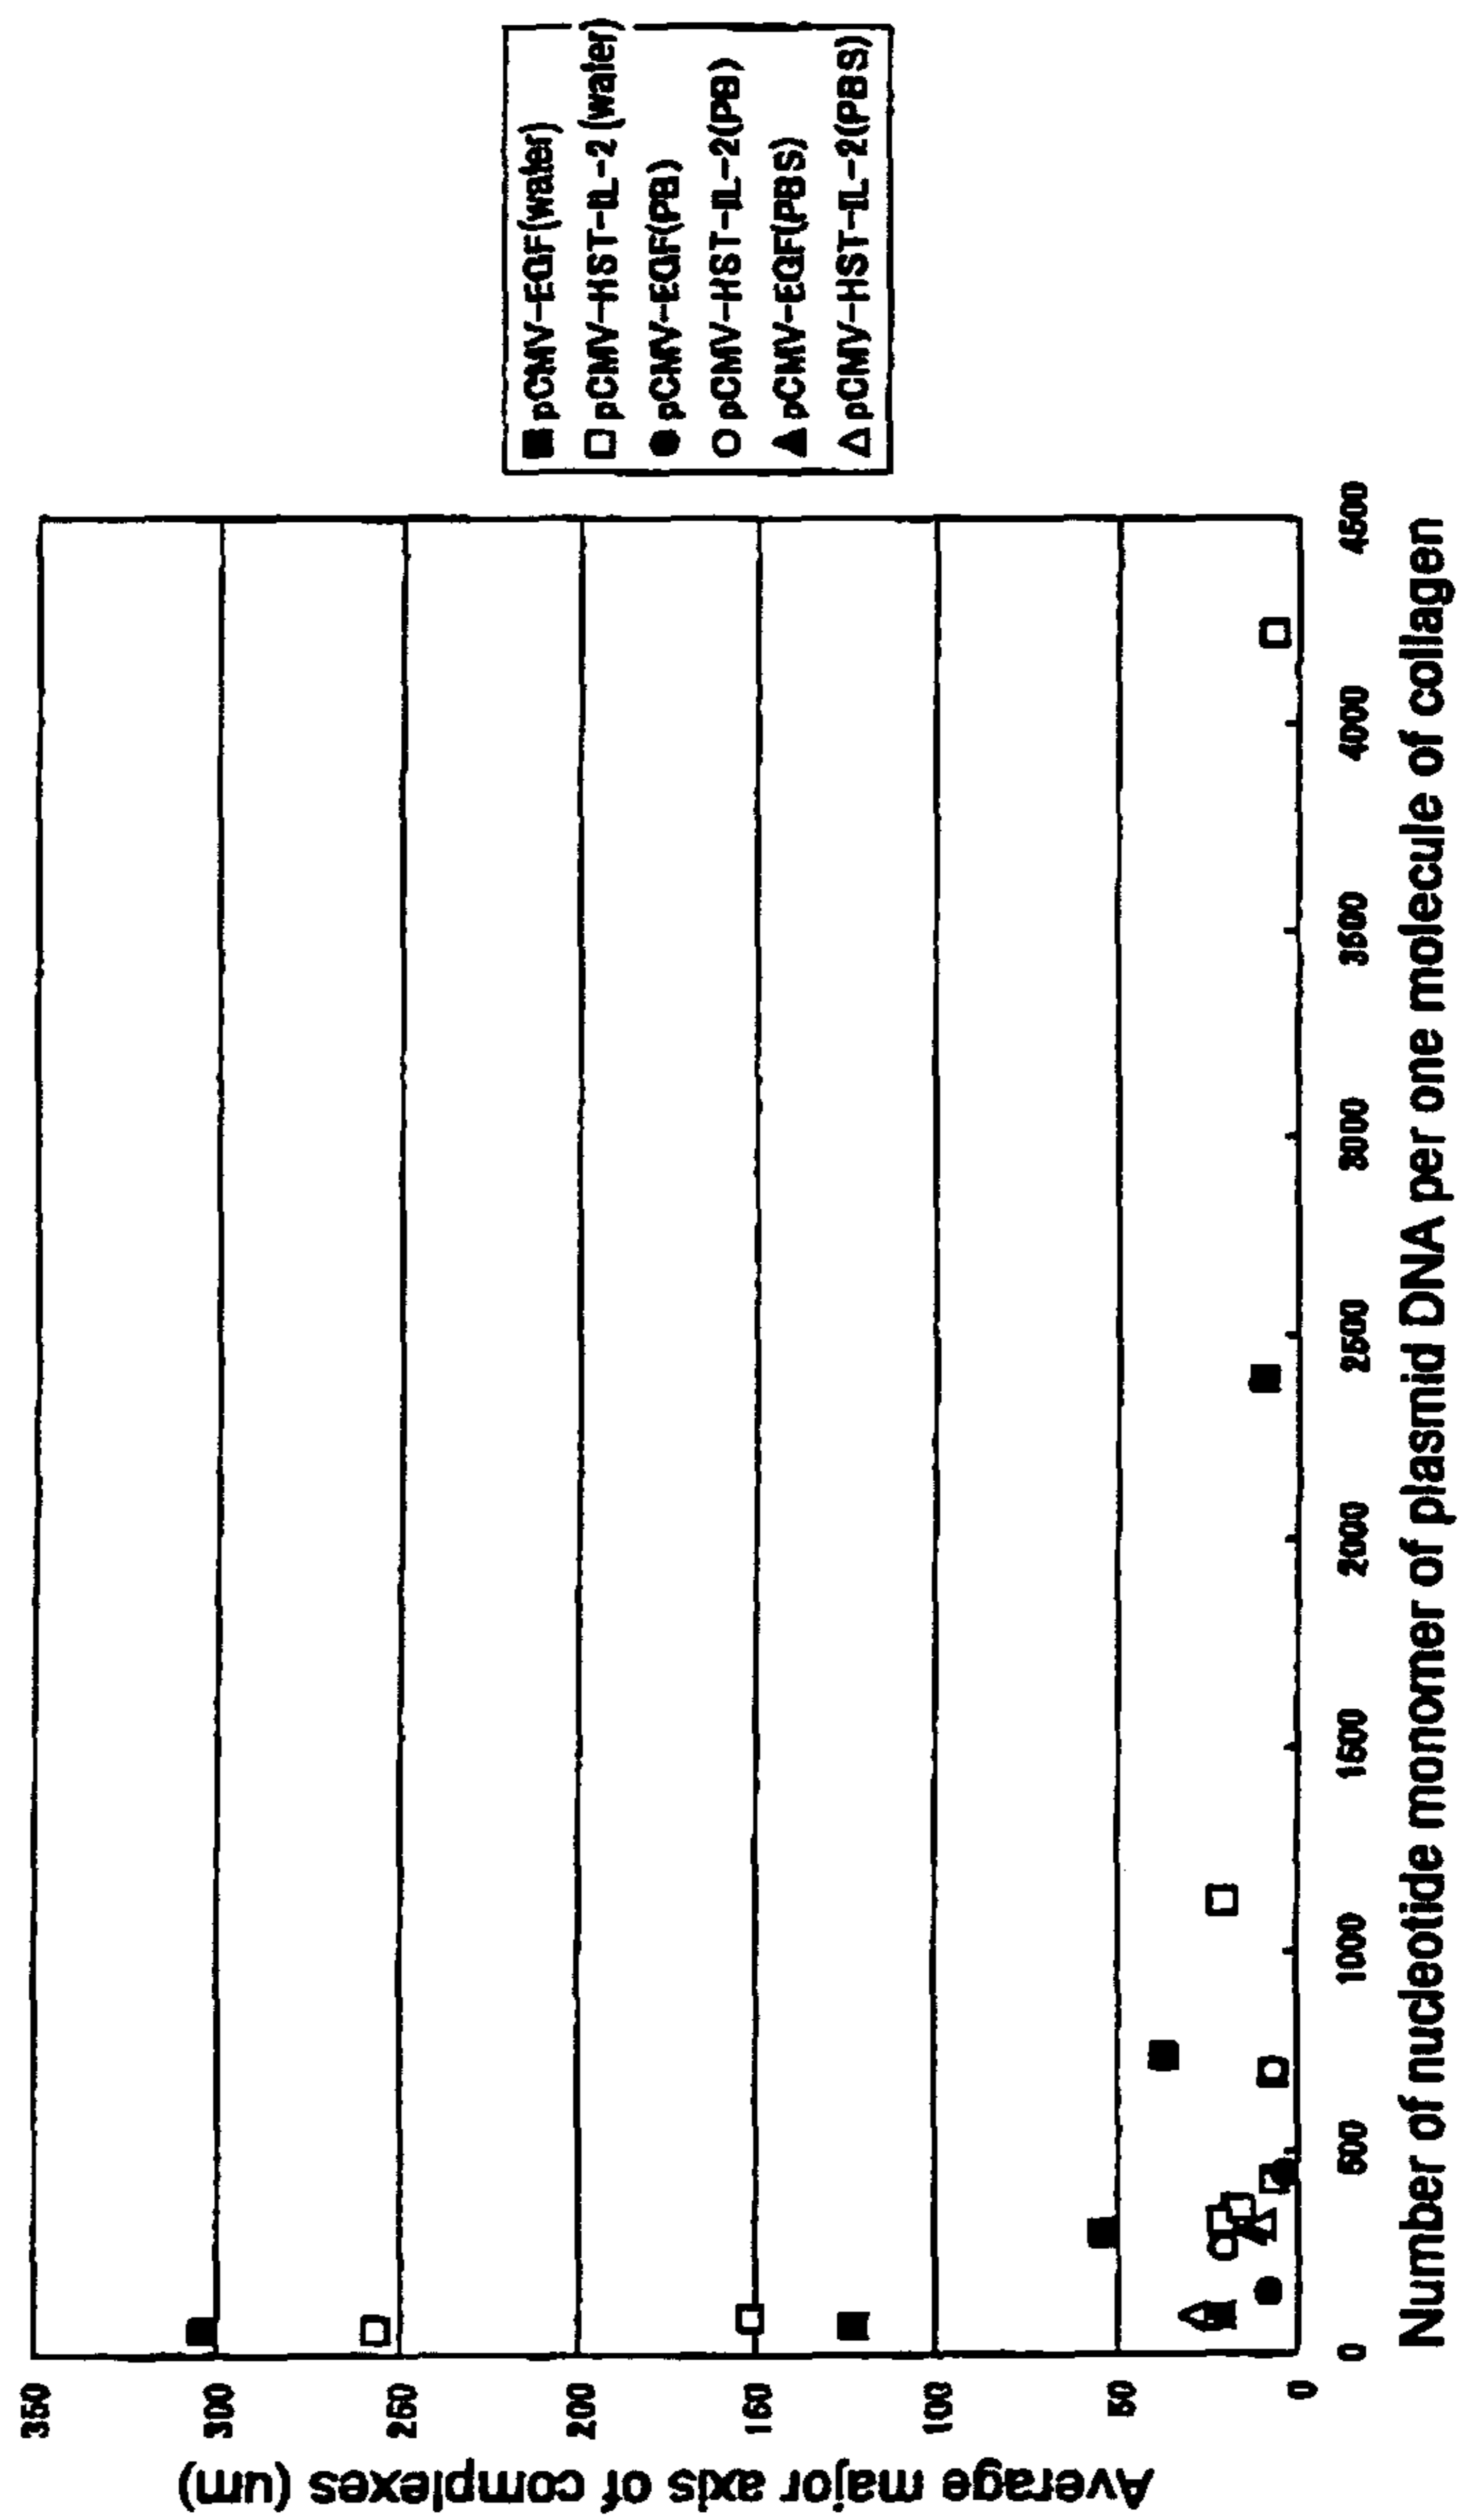 350
300
250
200
150
100
50
0
Average major axis of complexes (um)
0
500
1000
1500
2000
2500
3000
3500
4000
4500
Number of nucleotide monomer of plasmid DNA per one molecule of collagen
■pCMV-EGF(water)
□pCMV-HST-IL-2(water)
●pCMV-EGF(PB)
○pCMV-HST-IL-2(PB)
▲pCMV-EGF(PBS)
△pCMV-HST-IL-2(PBS)